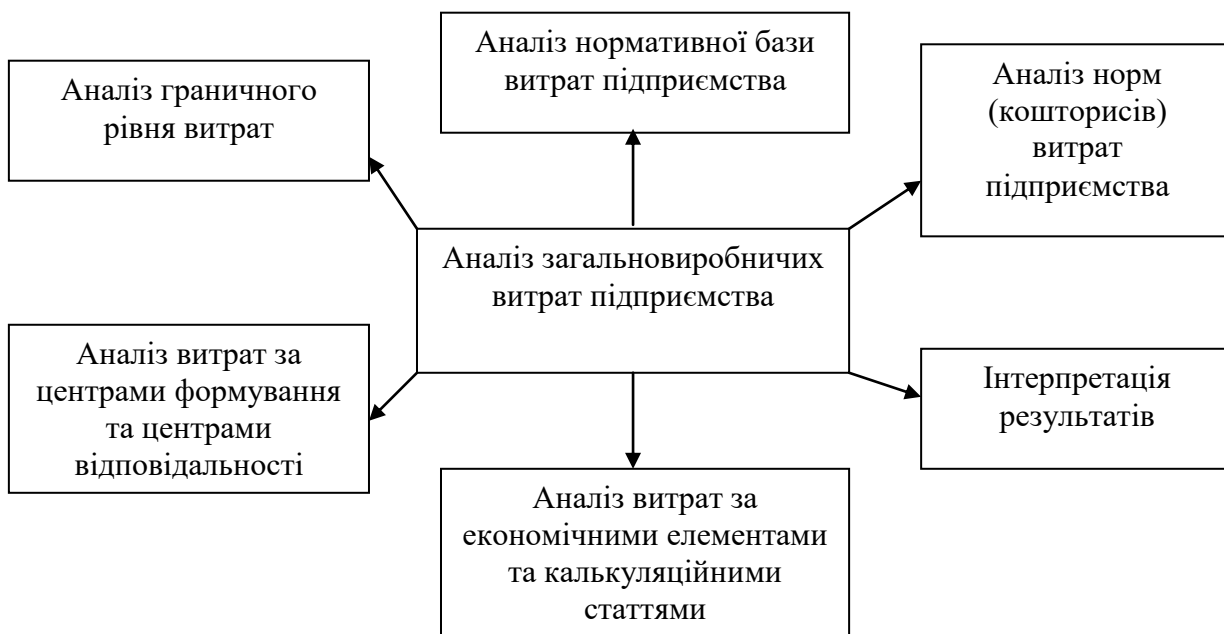 Аналіз нормативної бази
витрат підприємства
Аналіз граничного
рівня витрат
Аналіз норм
(кошторисів)
витрат
підприємства
Аналіз загальновиробничих
витрат підприємства
Аналіз витрат за
центрами формування
та центрами
відповідальності
Інтерпретація
результатів
Аналіз витрат за
економічними елементами
та калькуляційними
статтями